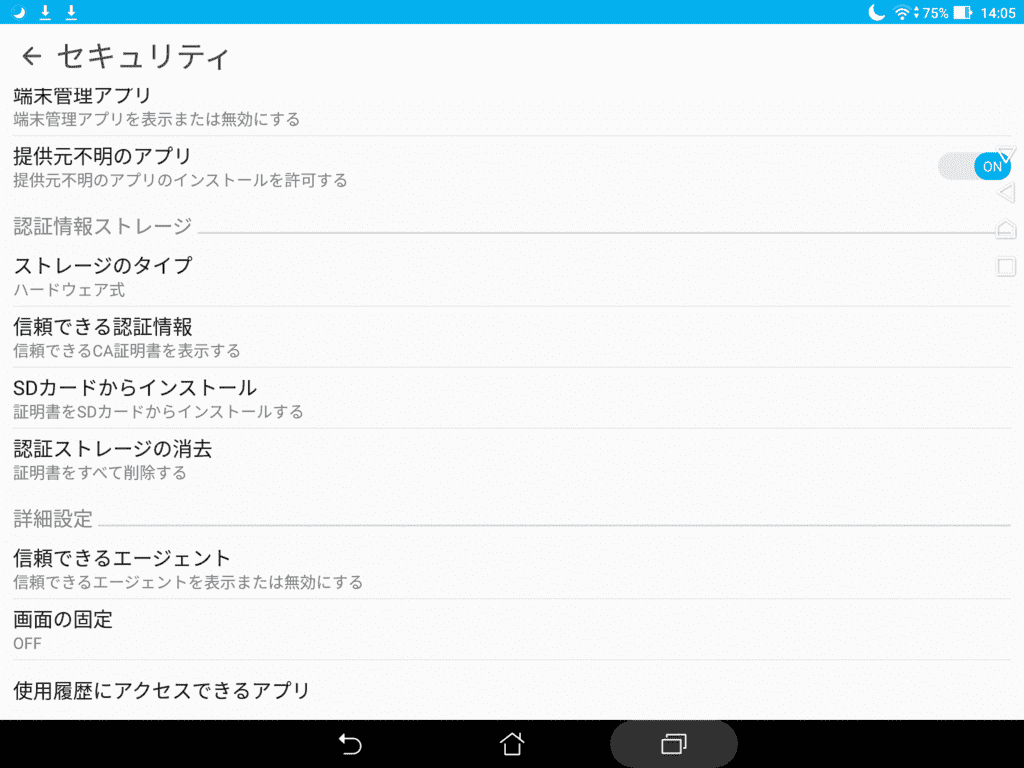 75% 14:05
セキュリティ
端末管理アプリ
端末管理アプリを表示または無効にする
提供元不明のアプリ
提供元不明のアプリのインストールを許可する
ON
認証情報ストレージ
ストレージのタイプ
ハードウェア式
信頼できる認証情報
信頼できるCA証明書を表示する
SDカードからインストール
証明書をSDカードからインストールする
認証ストレージの消去
証明書をすべて削除する
詳細設定
信頼できるエージェント
信頼できるエージェントを表示または無効にする
画面の固定
OFF
使用履歴にアクセスできるアプリ